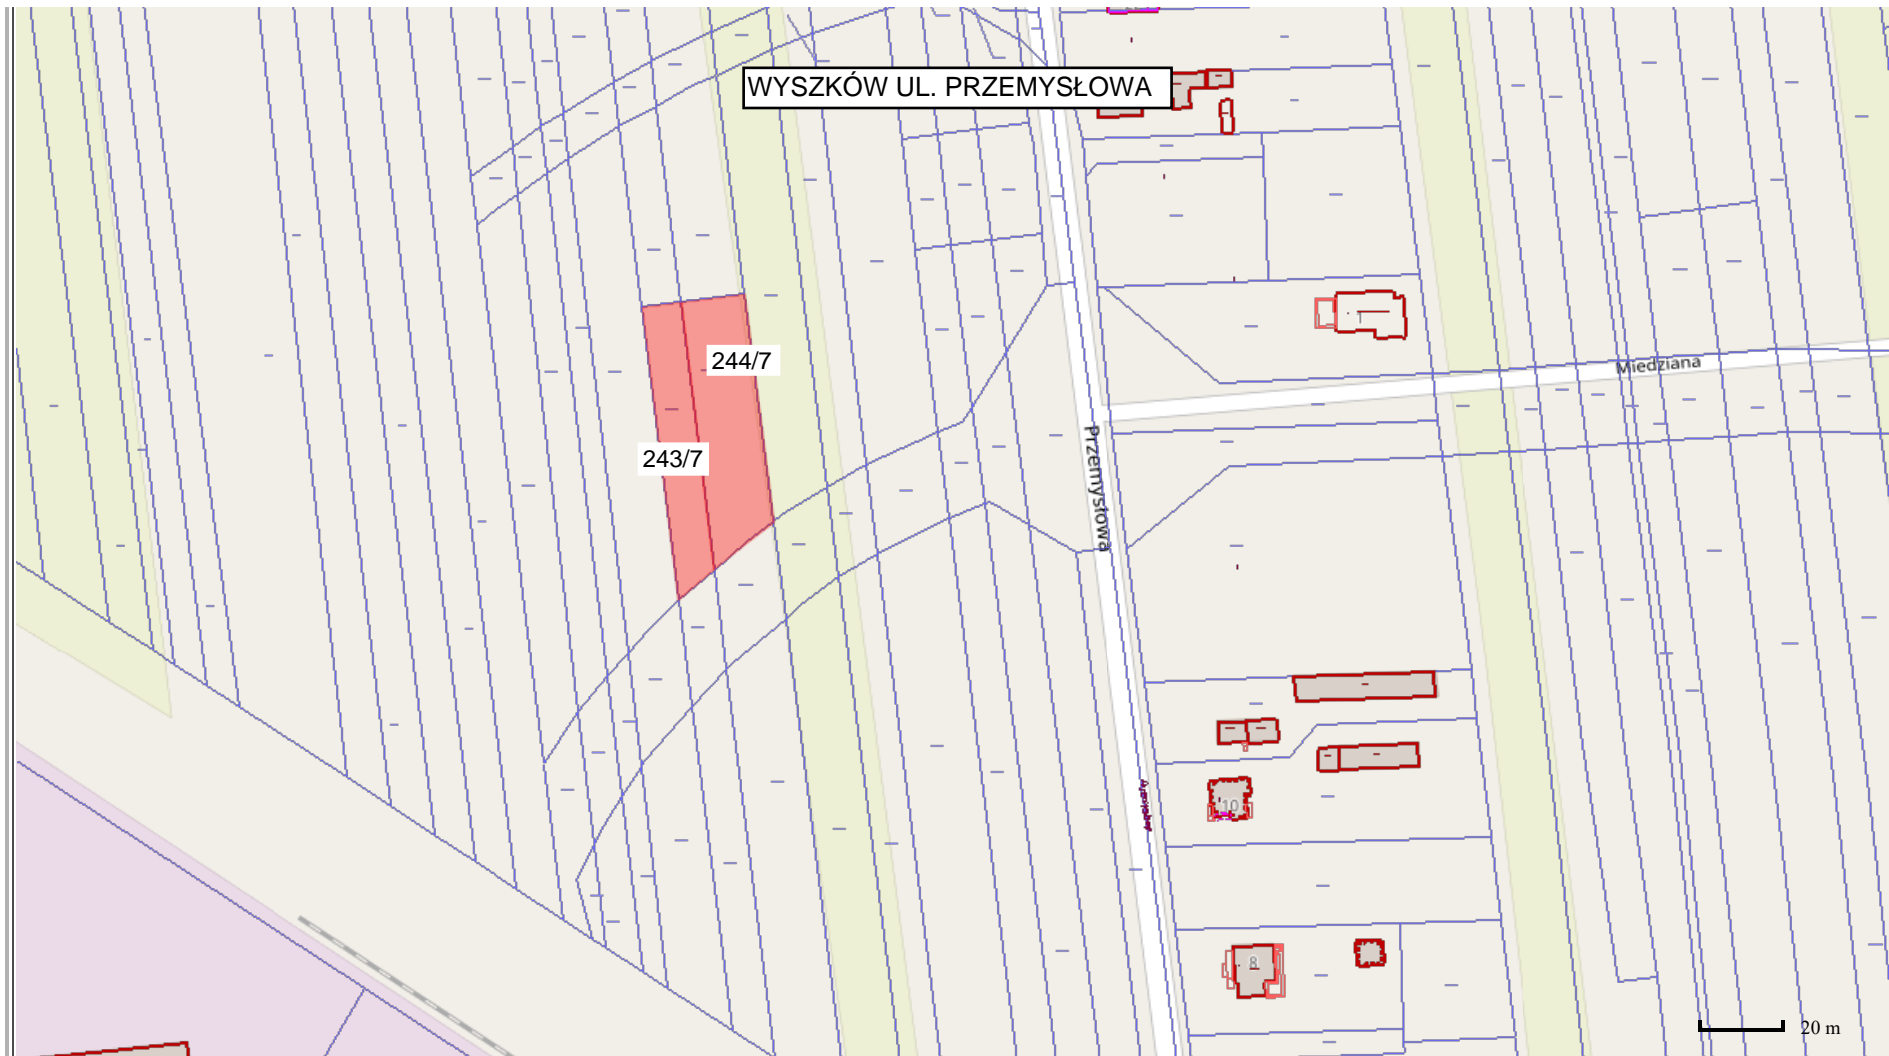 WYSZKÓW UL. PRZEMYSŁOWA
244/7
Miedziana
243/7
Przemysłowa
10
8
20 m